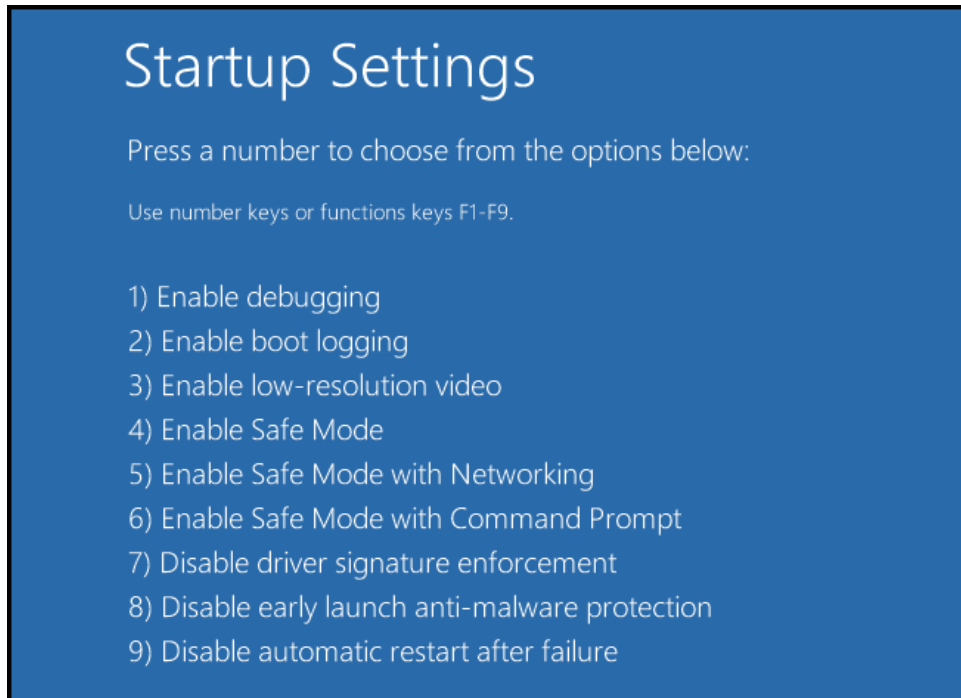 Startup Settings
Press a number to choose from the options below:
Use number keys or functions keys F1-F9.
1) Enable debugging
2) Enable boot logging
3) Enable low-resolution video
4) Enable Safe Mode
5) Enable Safe Mode with Networking
6) Enable Safe Mode with Command Prompt
7) Disable driver signature enforcement
8) Disable early launch anti-malware protection
9) Disable automatic restart after failure